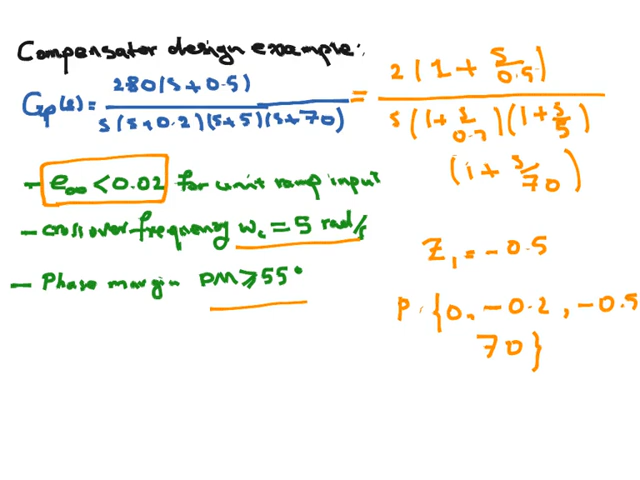 Compensator design example:
Gp(s) = 280(s + 0.5) / s(s + 0.2)(s + 5)(s + 70) = 2(1 + s/0.5) / s(1 + s/0.2)(1 + s/5)
(1 + s/70)
- e∞ < 0.02 for unit ramp input
- crossover frequency ωc = 5 rad/s
- Phase margin PM ≥ 55°
Z1 = -0.5
P: {0, -0.2, -0.5
70}